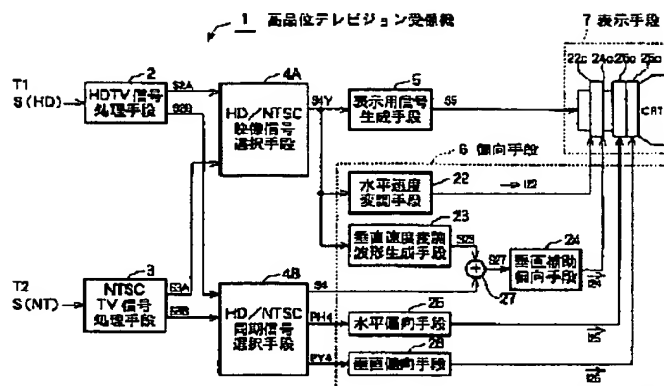 1 高品位テレビジョン受像機
7 表示手段
22c 24c 26a 25a
CRT
T1
S(HD)
2
HDTV信号
処理手段
S2A
S2B
4A
HD/NTSC
映像信号
選択手段
S4Y
5
表示用信号
生成手段
S5
6 偏向手段
水平速度
変調手段
22
I22
23
垂直速度変調
波形生成手段
S23
27
S27
24
垂直補助
偏向手段
T2
S(NT)
3
NTSC
TV信号
処理手段
S3A
S3B
4B
HD/NTSC
同期信号
選択手段
S4
PH4
PY4
25
水平偏向手段
26
垂直偏向手段